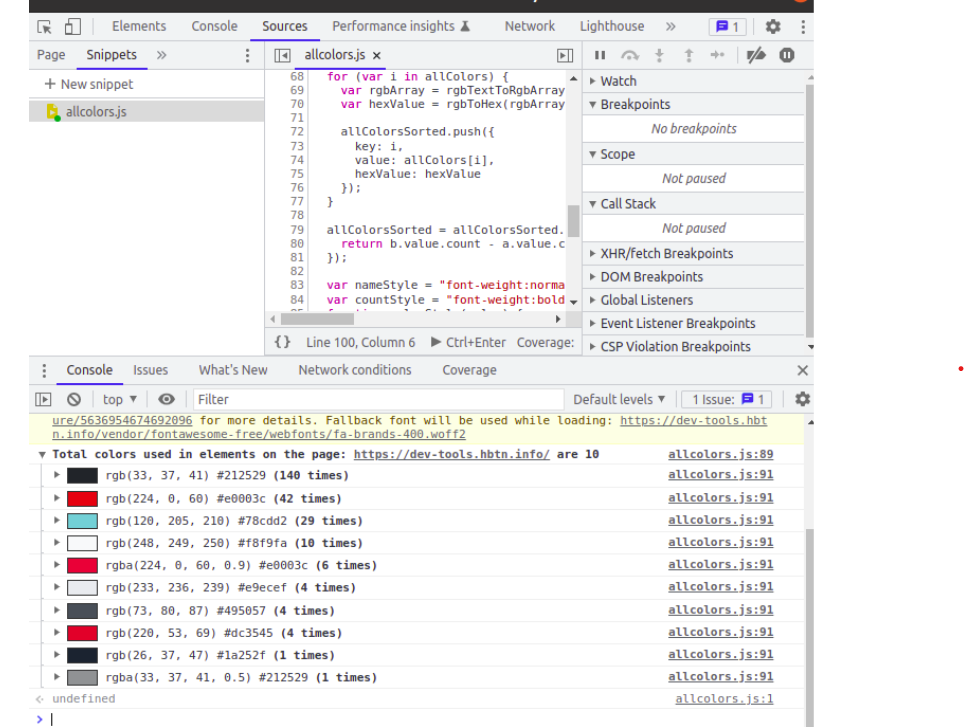 Elements Console Sources Performance insights Network Lighthouse » 1
Page Snippets »
allcolors.js ×
+ New snippet
allcolors.js
68 for (var i in allColors) {
69 var rgbArray = rgbTextToRgbArray
70 var hexValue = rgbToHex(rgbArray
71
72 allColorsSorted.push({
73 key: i,
74 value: allColors[i],
75 hexValue: hexValue
76 });
77 }
78
79 allColorsSorted = allColorsSorted.
80 return b.value.count - a.value.c
81 });
82
83 var nameStyle = "font-weight:norma
84 var countStyle = "font-weight:bold
{} Line 100, Column 6 Ctrl+Enter Coverage:
Watch
Breakpoints
No breakpoints
Scope
Not paused
Call Stack
Not paused
XHR/fetch Breakpoints
DOM Breakpoints
Global Listeners
Event Listener Breakpoints
CSP Violation Breakpoints
Console Issues What's New Network conditions Coverage
top ▼ Filter Default levels ▼ 1 Issue: 1
ure/5636954674692096 for more details. Fallback font will be used while loading: https://dev-tools.hbt
n.info/vendor/fontawesome-free/webfonts/fa-brands-400.woff2
Total colors used in elements on the page: https://dev-tools.hbtn.info/ are 10 allcolors.js:89
rgb(33, 37, 41) #212529 (140 times) allcolors.js:91
rgb(224, 0, 60) #e0003c (42 times) allcolors.js:91
rgb(120, 205, 210) #78cdd2 (29 times) allcolors.js:91
rgb(248, 249, 250) #f8f9fa (10 times) allcolors.js:91
rgba(224, 0, 60, 0.9) #e0003c (6 times) allcolors.js:91
rgb(233, 236, 239) #e9ecef (4 times) allcolors.js:91
rgb(73, 80, 87) #495057 (4 times) allcolors.js:91
rgb(220, 53, 69) #dc3545 (4 times) allcolors.js:91
rgb(26, 37, 47) #1a252f (1 times) allcolors.js:91
rgba(33, 37, 41, 0.5) #212529 (1 times) allcolors.js:91
undefined allcolors.js:1
>